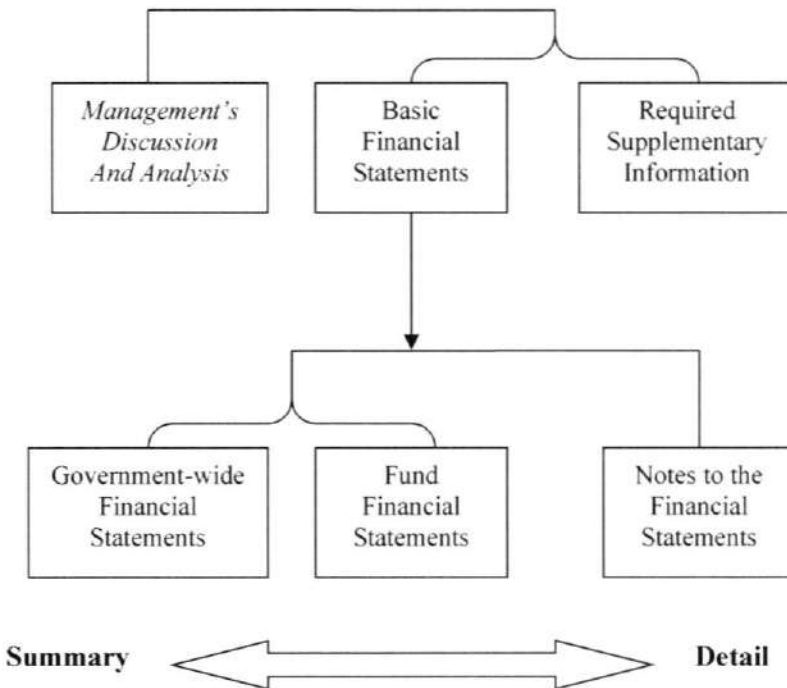 Management's
Discussion
And Analysis
Basic
Financial
Statements
Required
Supplementary
Information
Government-wide
Financial
Statements
Fund
Financial
Statements
Notes to the
Financial
Statements
Summary
Detail